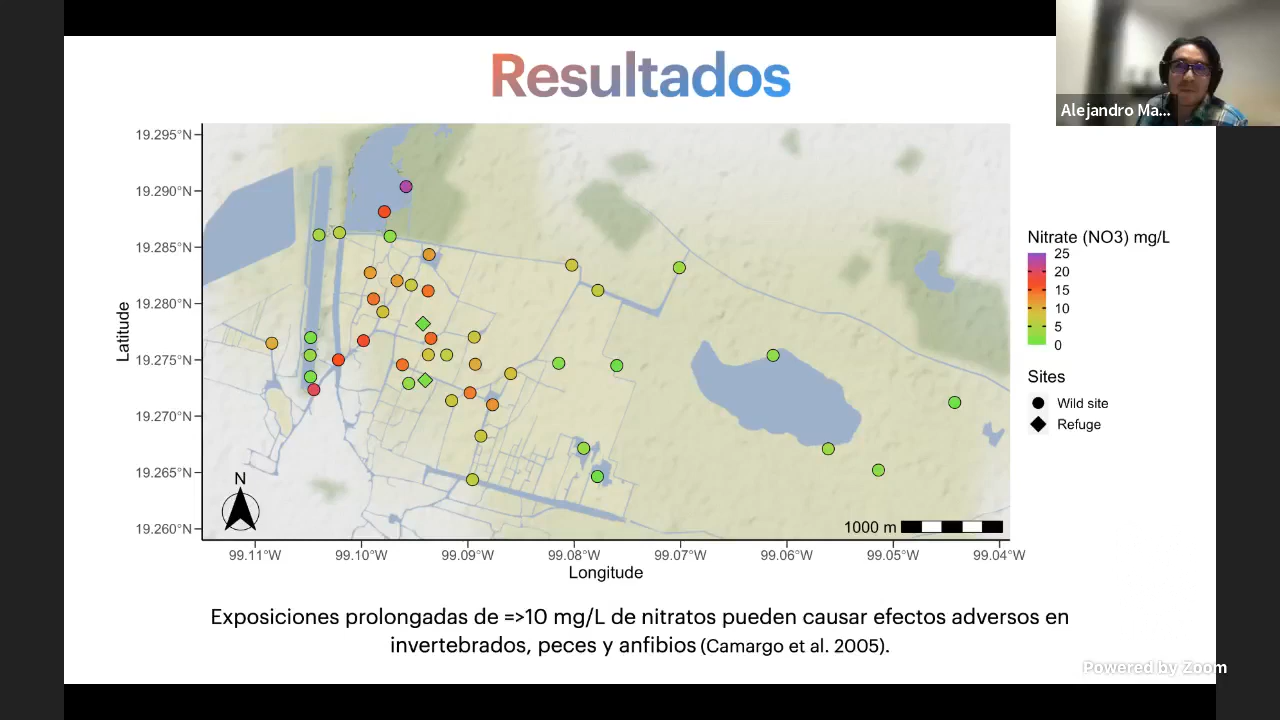 Resultados
Alejandro Ma...
19.295°N
19.290°N
19.285°N
19.280°N
19.275°N
19.270°N
19.265°N
19.260°N
Latitude
N
1000 m
99.11°W 99.10°W 99.09°W 99.08°W 99.07°W 99.06°W 99.05°W 99.04°W
Longitude
Nitrate (NO3) mg/L
25
20
15
10
5
0
Sites
Wild site
Refuge
Exposiciones prolongadas de =>10 mg/L de nitratos pueden causar efectos adversos en
invertebrados, peces y anfibios (Camargo et al. 2005).
Powered by Zoom